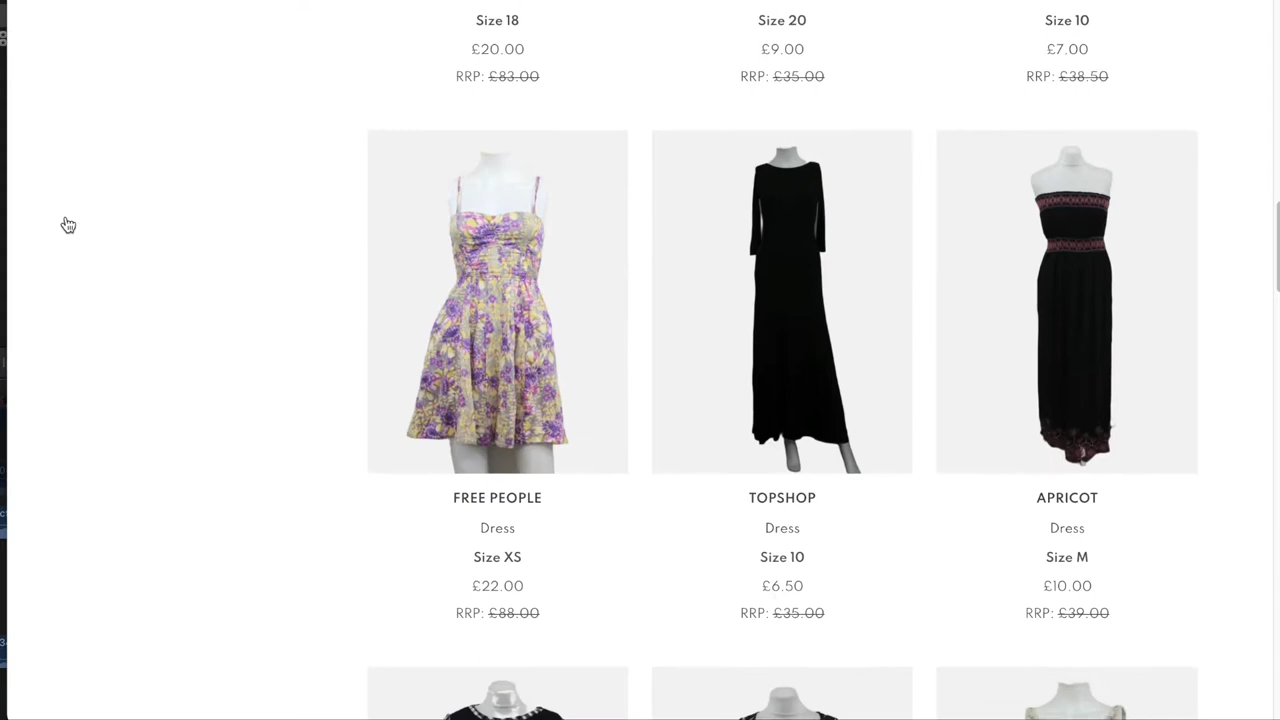 Size 18
£20.00
RRP: £83.00
Size 20
£9.00
RRP: £35.00
Size 10
£7.00
RRP: £38.50
FREE PEOPLE
Dress
Size XS
£22.00
RRP: £88.00
TOPSHOP
Dress
Size 10
£6.50
RRP: £35.00
APRICOT
Dress
Size M
£10.00
RRP: £39.00